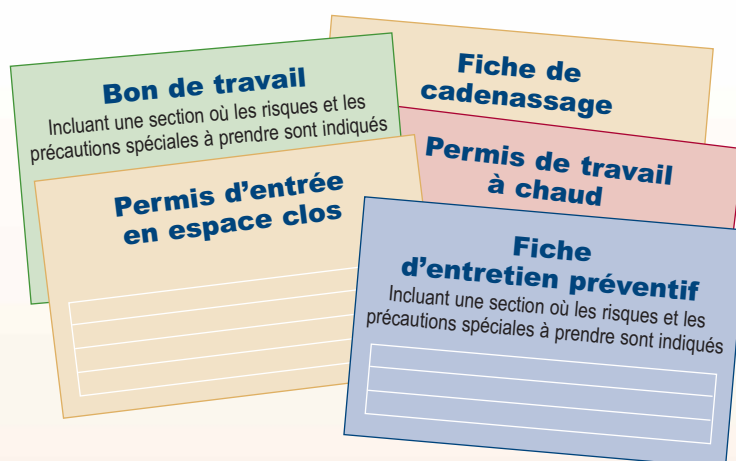 Bon de travail
Incluant une section où les risques et les
précautions spéciales à prendre sont indiqués
Fiche de
cadenassage
Permis de travail
à chaud
Permis d'entrée
en espace clos
Fiche
d'entretien préventif
Incluant une section où les risques et les
précautions spéciales à prendre sont indiqués